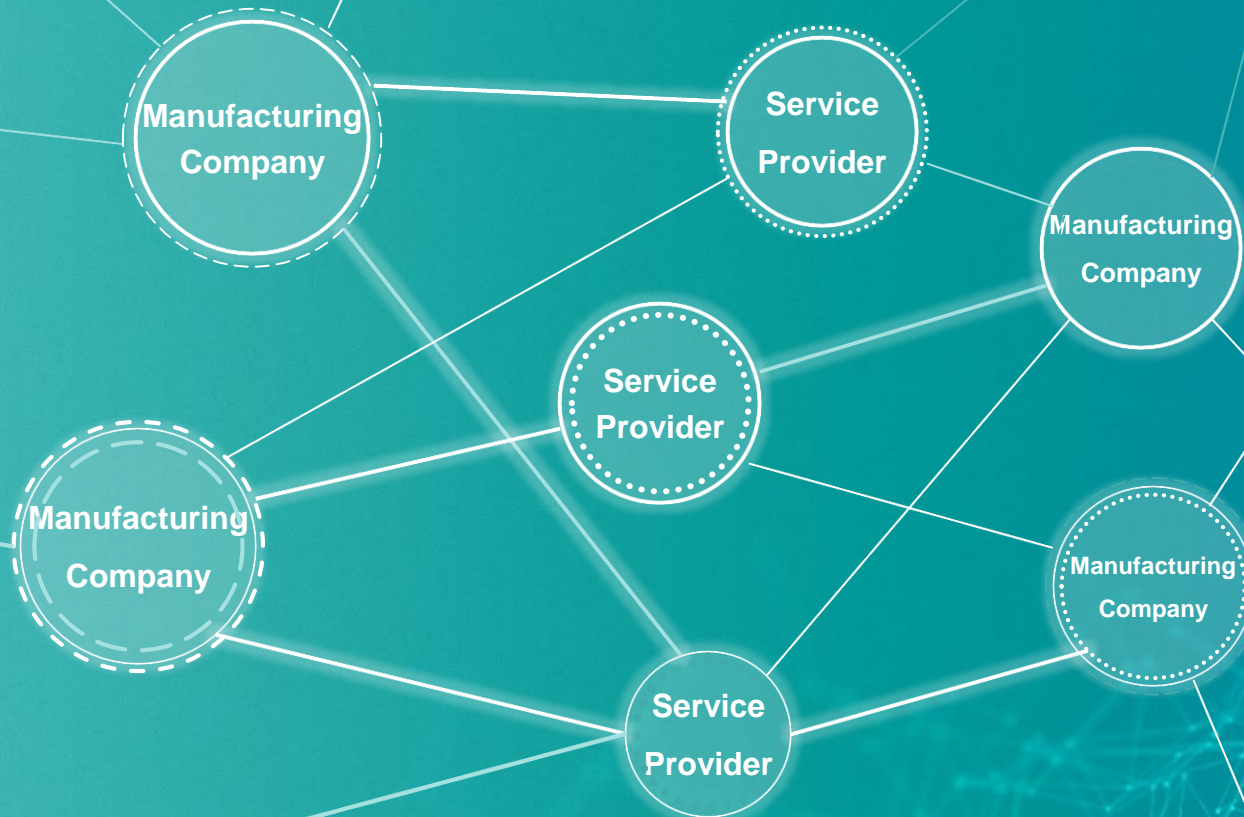 Manufacturing
Company
Service
Provider
Manufacturing
Company
Service
Provider
Manufacturing
Company
Manufacturing
Company
Service
Provider